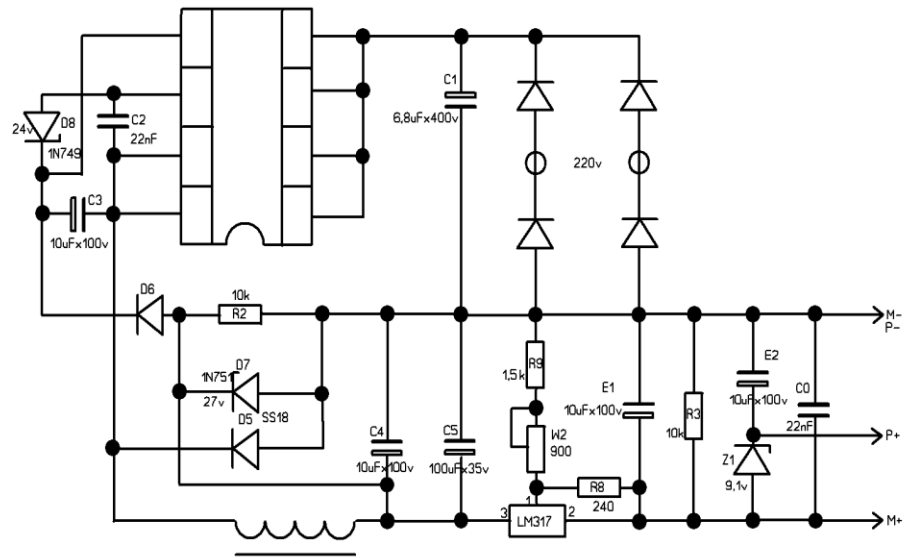 C1
6,8uFx400v
220v
24v
D8
1N749
C2
22nF
C3
10uFx100v
D6
10k
R2
M-
P-
D7
1N751
27v
D5
SS18
C4
10uFx100v
C5
100uFx35v
R9
1,5k
W2
900
R8
240
E1
10uFx100v
R3
10k
E2
10uFx100v
C0
22nF
P+
Z1
9,1v
3
1
LM317
2
M+